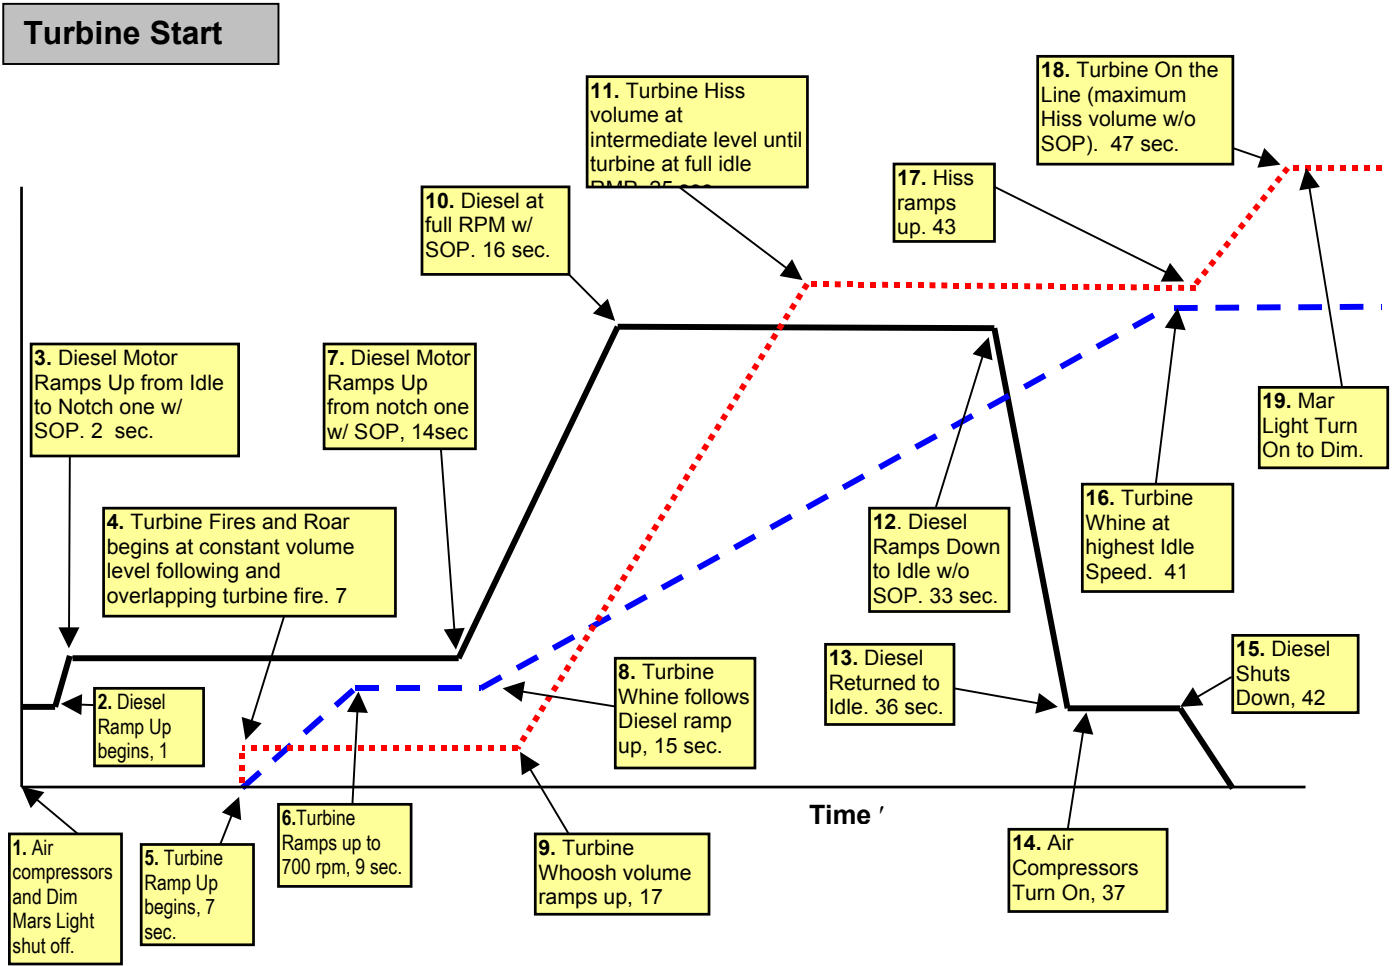 Turbine Start
18. Turbine On the
Line (maximum
Hiss volume w/o
SOP).  47 sec.
11. Turbine Hiss
volume at
intermediate level until
turbine at full idle
17. Hiss
ramps
up. 43
10. Diesel at
full RPM w/
SOP. 16 sec.
3. Diesel Motor
Ramps Up from Idle
to Notch one w/
SOP. 2  sec.
7. Diesel Motor
Ramps Up
from notch one
w/ SOP, 14sec
19. Mar
Light Turn
On to Dim.
4. Turbine Fires and Roar
begins at constant volume
level following and
overlapping turbine fire. 7
12. Diesel
Ramps Down
to Idle w/o
SOP. 33 sec.
16. Turbine
Whine at
highest Idle
Speed.  41
2. Diesel
Ramp Up
begins, 1
8. Turbine
Whine follows
Diesel ramp
up, 15 sec.
13. Diesel
Returned to
Idle. 36 sec.
15. Diesel
Shuts
Down, 42
Time
1. Air
compressors
and Dim
Mars Light
shut off.
5. Turbine
Ramp Up
begins, 7
sec.
6.Turbine
Ramps up to
700 rpm, 9 sec.
9. Turbine
Whoosh volume
ramps up, 17
14. Air
Compressors
Turn On, 37